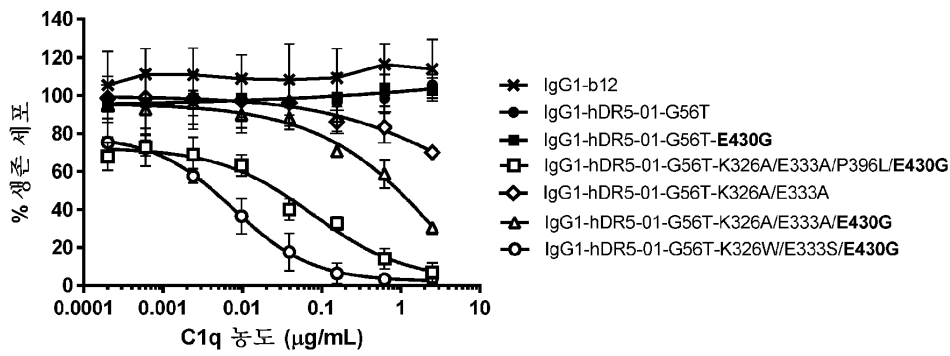 % 생존 세포
120
100
80
60
40
20
0
0.0001
0.001
0.01
0.1
1
10
C1q 농도 (μg/mL)
IgG1-b12
IgG1-hDR5-01-G56T
IgG1-hDR5-01-G56T-E430G
IgG1-hDR5-01-G56T-K326A/E333A/P396L/E430G
IgG1-hDR5-01-G56T-K326A/E333A
IgG1-hDR5-01-G56T-K326A/E333A/E430G
IgG1-hDR5-01-G56T-K326W/E333S/E430G